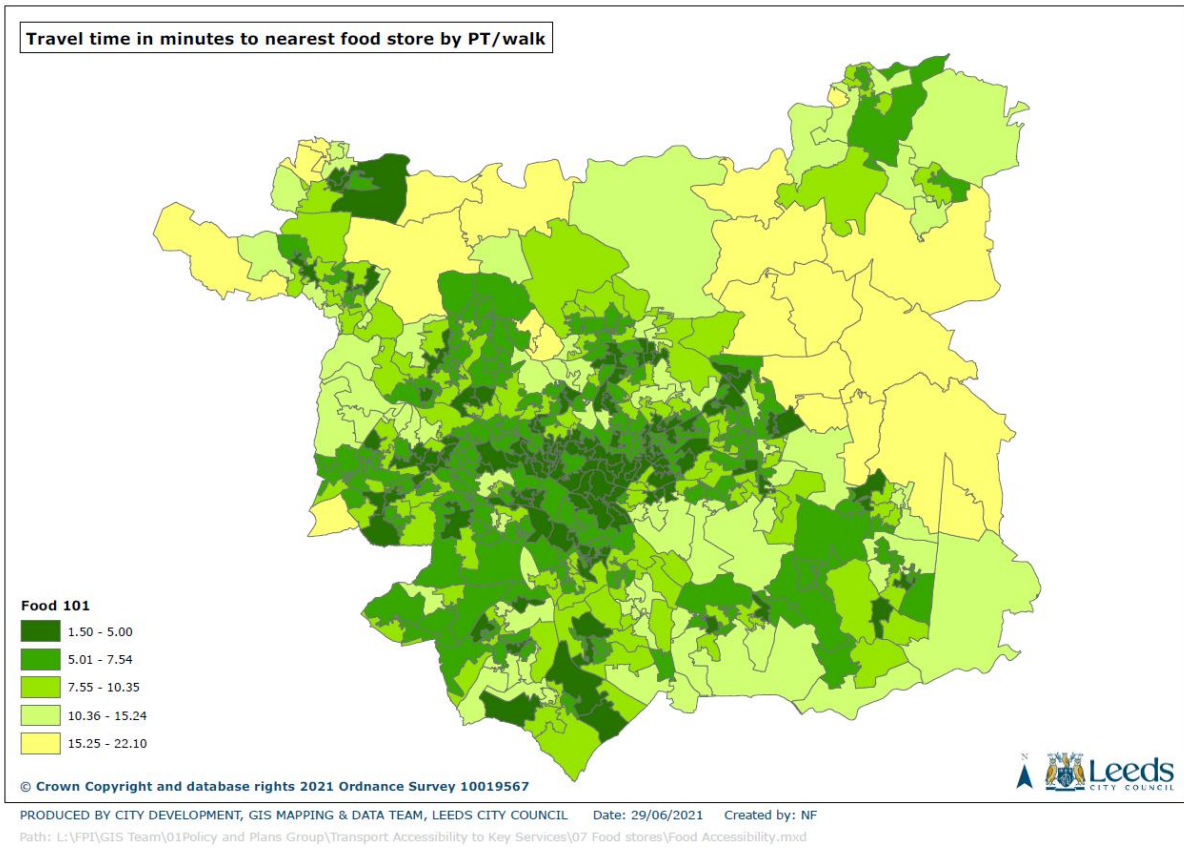 Travel time in minutes to nearest food store by PT/walk
Food 101
1.50 - 5.00
5.01 - 7.54
7.55 - 10.35
10.36 - 15.24
15.25 - 22.10
© Crown Copyright and database rights 2021 Ordnance Survey 10019567
N
Leeds
CITY COUNCIL
PRODUCED BY CITY DEVELOPMENT, GIS MAPPING & DATA TEAM, LEEDS CITY COUNCIL Date: 29/06/2021 Created by: NF
Path: L:\FPI\GIS Team\01Policy and Plans Group\Transport Accessibility to Key Services\07 Food stores\Food Accessibility.mxd